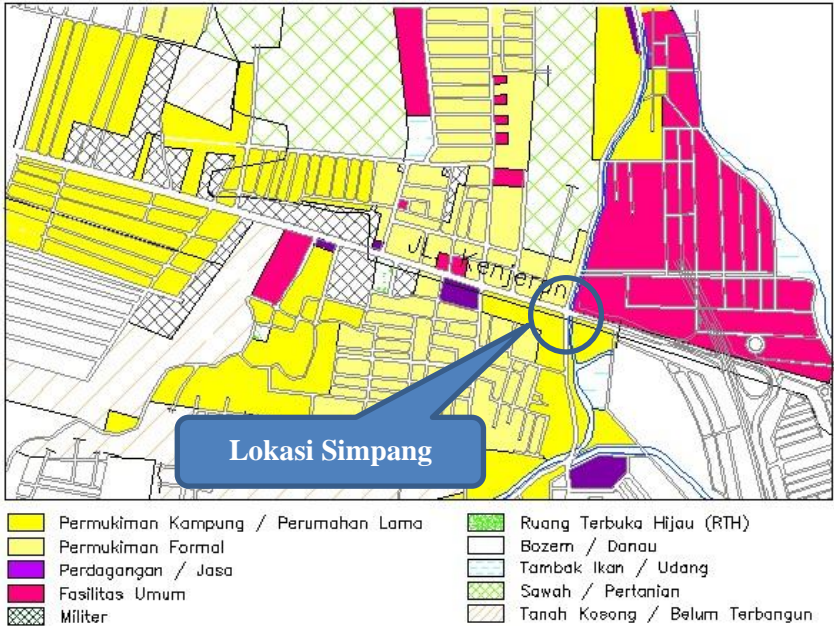 JL. Kenjeran
Lokasi Simpang
Permukiman Kampung / Perumahan Lama
Permukiman Formal
Perdagangan / Jasa
Fasilitas Umum
Militer
Ruang Terbuka Hijau (RTH)
Bozem / Danau
Tambak Ikan / Udang
Sawah / Pertanian
Tanah Kosong / Belum Terbangun